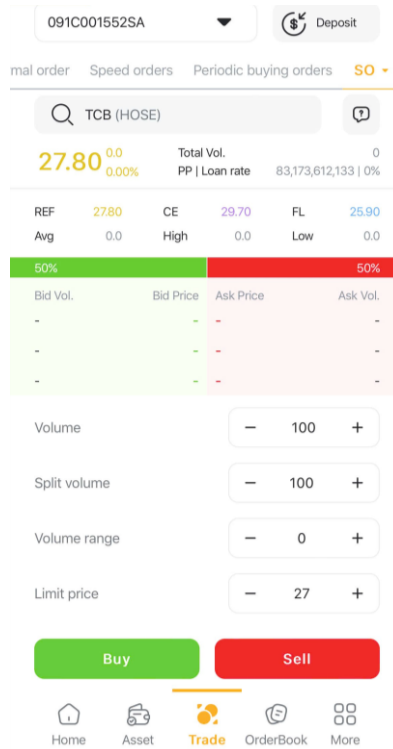 091C001552SA
Deposit
mal order Speed orders Periodic buying orders SO
TCB (HOSE)
27.80 0.0 0.00%
Total Vol. 0
PP | Loan rate 83,173,612,133 | 0%
REF 27.80 CE 29.70 FL 25.90
Avg 0.0 High 0.0 Low 0.0
50% 50%
Bid Vol. Bid Price Ask Price Ask Vol.
- - - -
- - - -
- - - -
Volume − 100 +
Split volume − 100 +
Volume range − 0 +
Limit price − 27 +
Buy Sell
Home Asset Trade OrderBook More